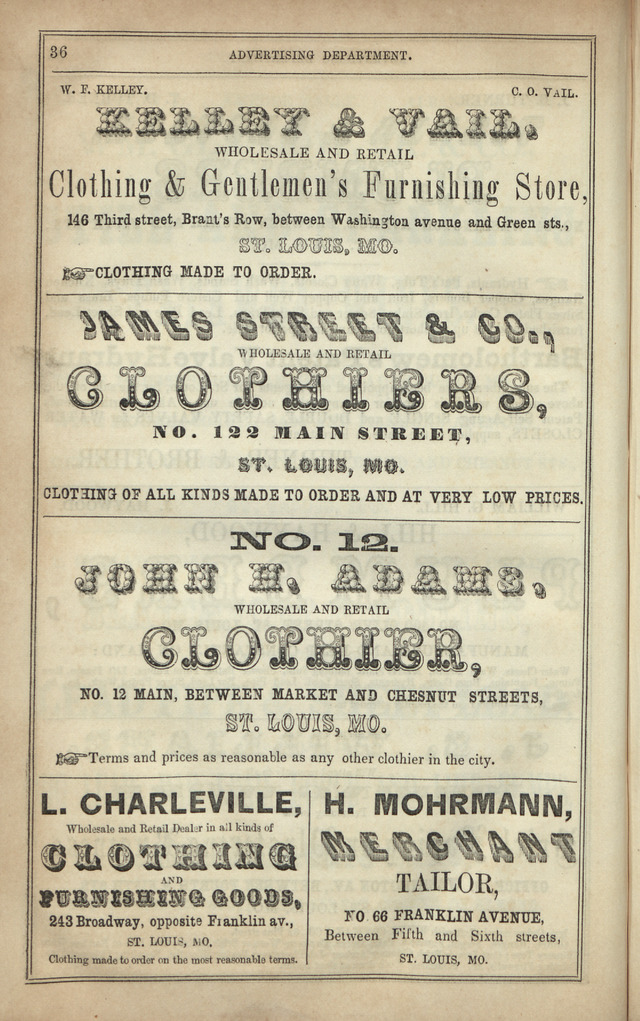 36
ADVERTISING DEPARTMENT.
W. F. KELLEY.
C. O. VAIL.
KELLEY & VAIL,
WHOLESALE AND RETAIL
Clothing & Gentlemen's Furnishing Store,
146 Third street, Brant's Row, between Washington avenue and Green sts.,
ST. LOUIS, MO.
☞CLOTHING MADE TO ORDER.
JAMES STREET & CO.,
WHOLESALE AND RETAIL
CLOTHIERS,
NO. 122 MAIN STREET,
ST. LOUIS, MO.
CLOTHING OF ALL KINDS MADE TO ORDER AND AT VERY LOW PRICES.
NO. 12.
JOHN H. ADAMS,
WHOLESALE AND RETAIL
CLOTHIER,
NO. 12 MAIN, BETWEEN MARKET AND CHESNUT STREETS,
ST. LOUIS, MO.
☞Terms and prices as reasonable as any other clothier in the city.
L. CHARLEVILLE,
Wholesale and Retail Dealer in all kinds of
CLOTHING
AND
FURNISHING GOODS,
243 Broadway, opposite Franklin av.,
ST. LOUIS, MO.
Clothing made to order on the most reasonable terms.
H. MOHRMANN,
MERCHANT
TAILOR,
NO 66 FRANKLIN AVENUE,
Between Fifth and Sixth streets,
ST. LOUIS, MO.